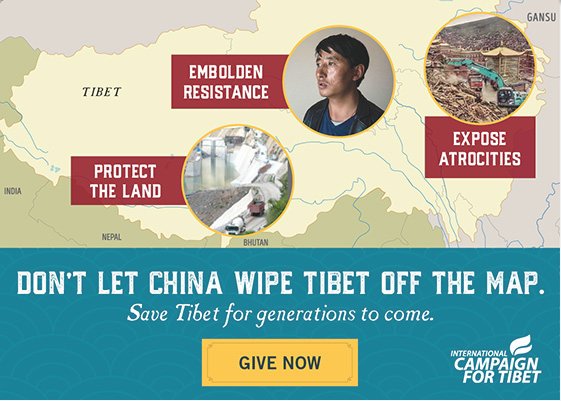 GANSU
EMBOLDEN
RESISTANCE
TIBET
EXPOSE
ATROCITIES
PROTECT
THE LAND
INDIA
NEPAL
BHUTAN
DON'T LET CHINA WIPE TIBET OFF THE MAP.
Save Tibet for generations to come.
GIVE NOW
INTERNATIONAL
CAMPAIGN
FOR TIBET